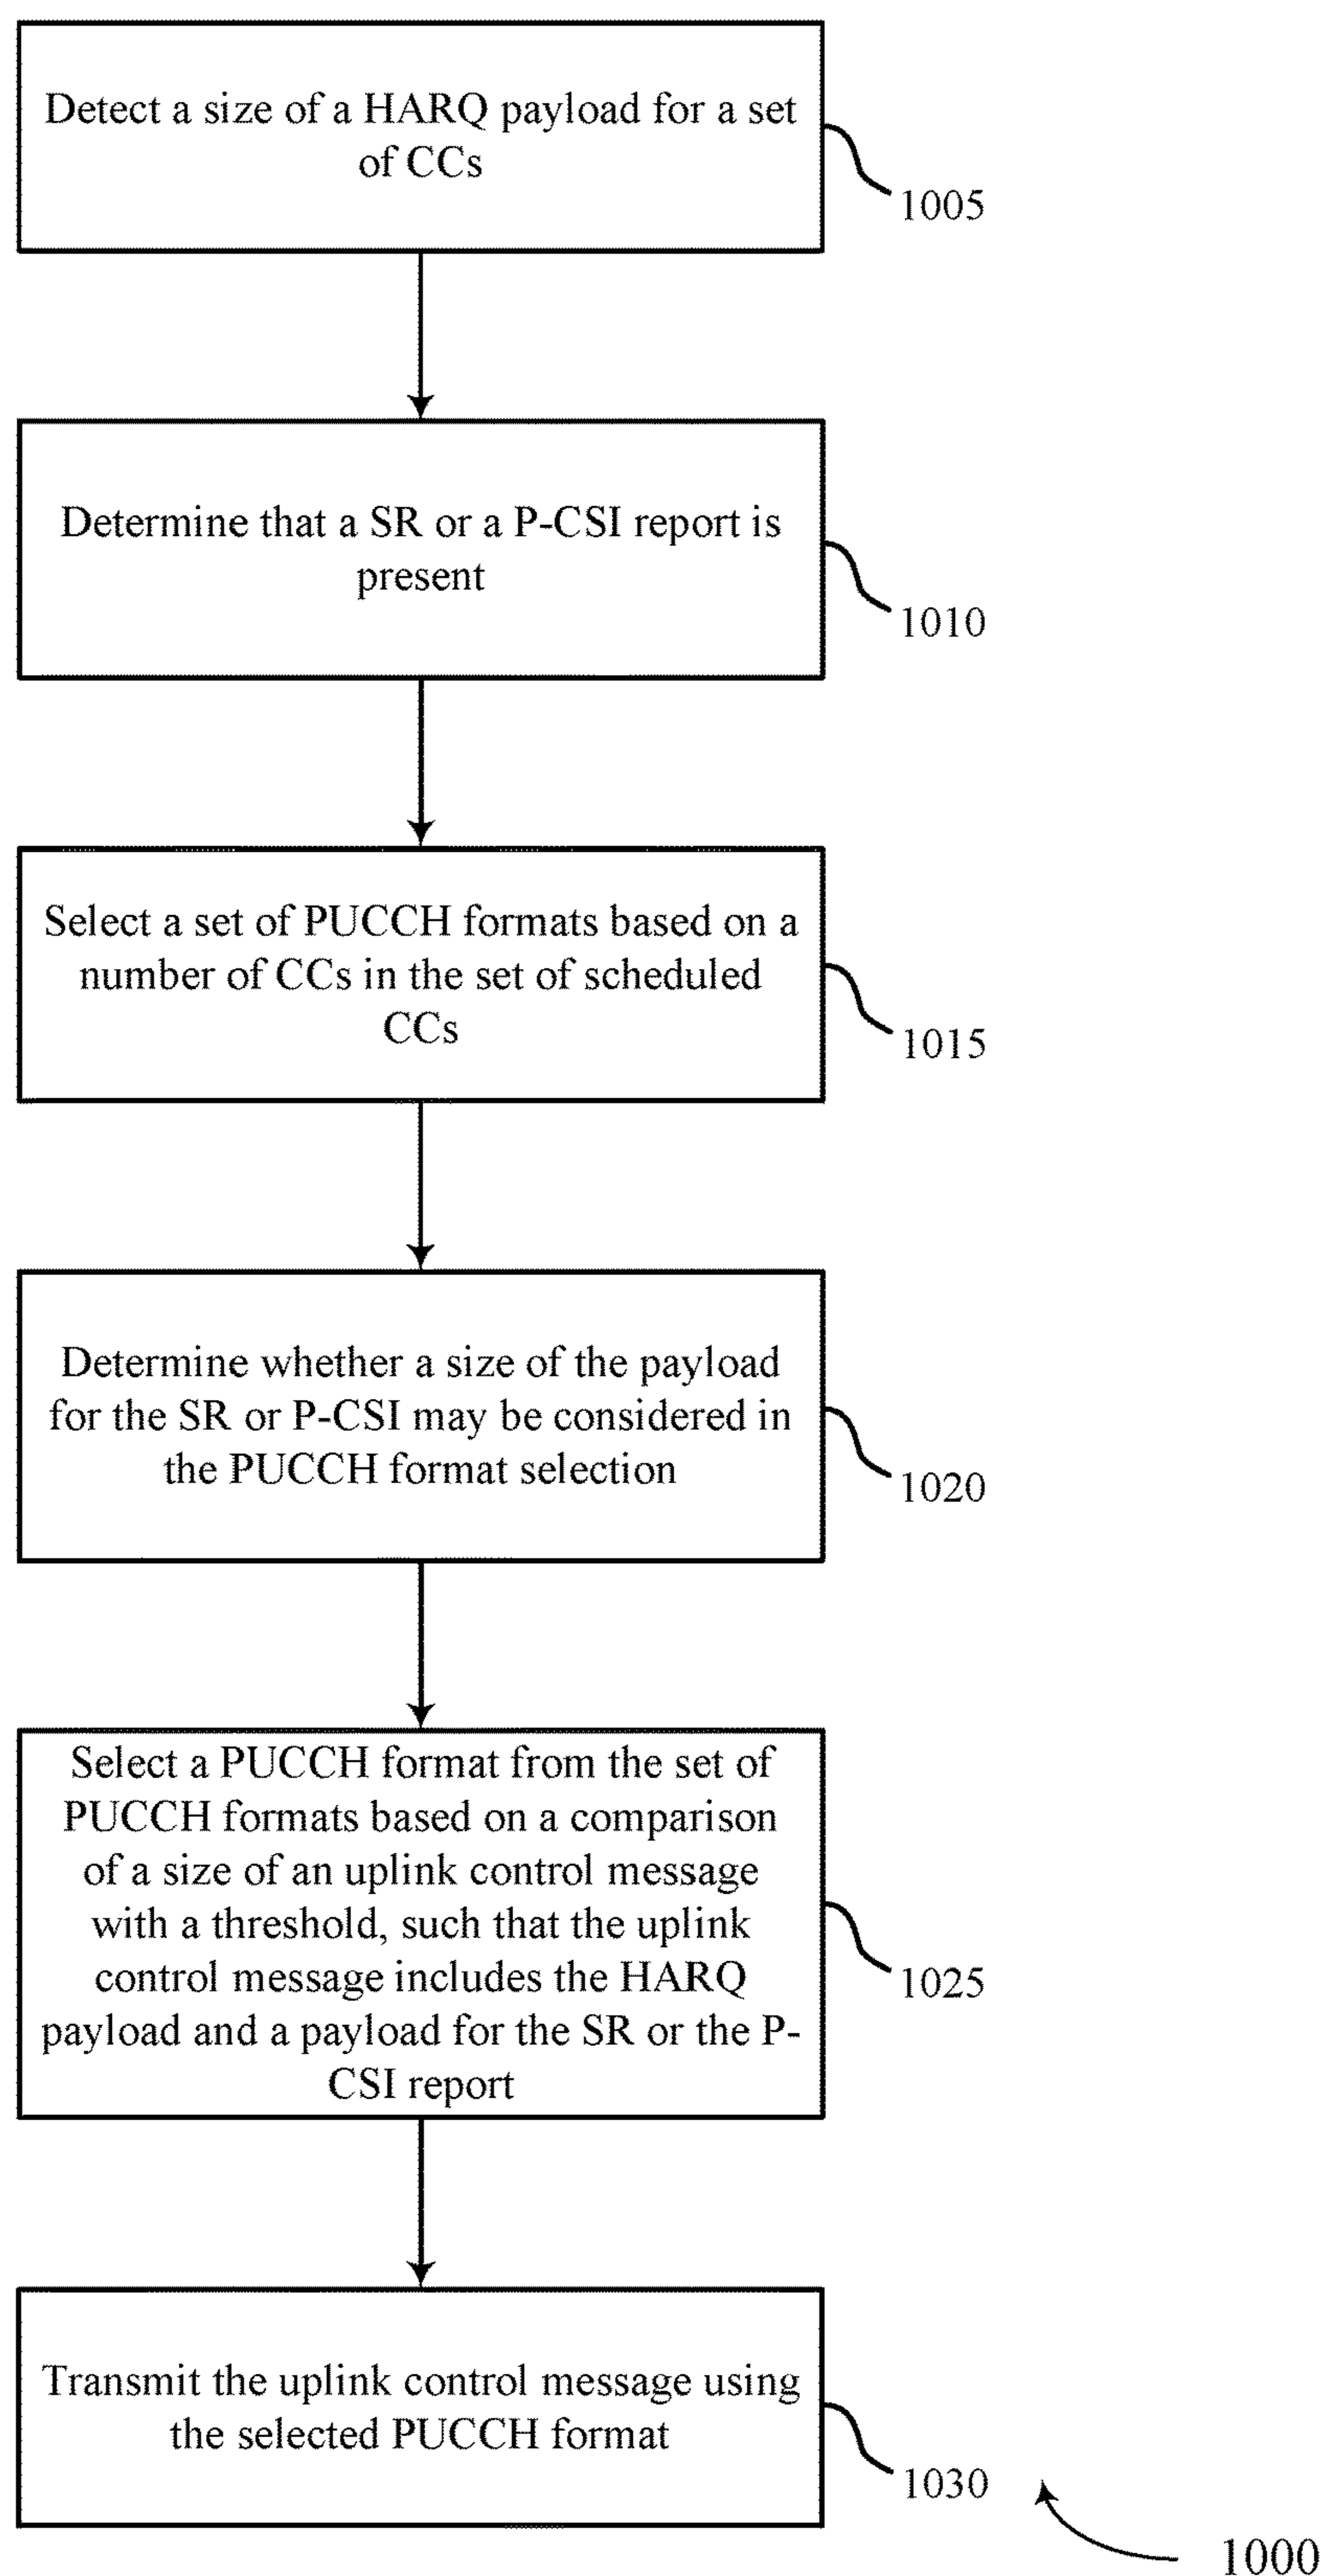 Detect a size of a HARQ payload for a set
of CCs
1005
Determine that a SR or a P-CSI report is
present
1010
Select a set of PUCCH formats based on a
number of CCs in the set of scheduled
CCs
1015
Determine whether a size of the payload
for the SR or P-CSI may be considered in
the PUCCH format selection
1020
Select a PUCCH format from the set of
PUCCH formats based on a comparison
of a size of an uplink control message
with a threshold, such that the uplink
control message includes the HARQ
payload and a payload for the SR or the P-
CSI report
1025
Transmit the uplink control message using
the selected PUCCH format
1030
1000